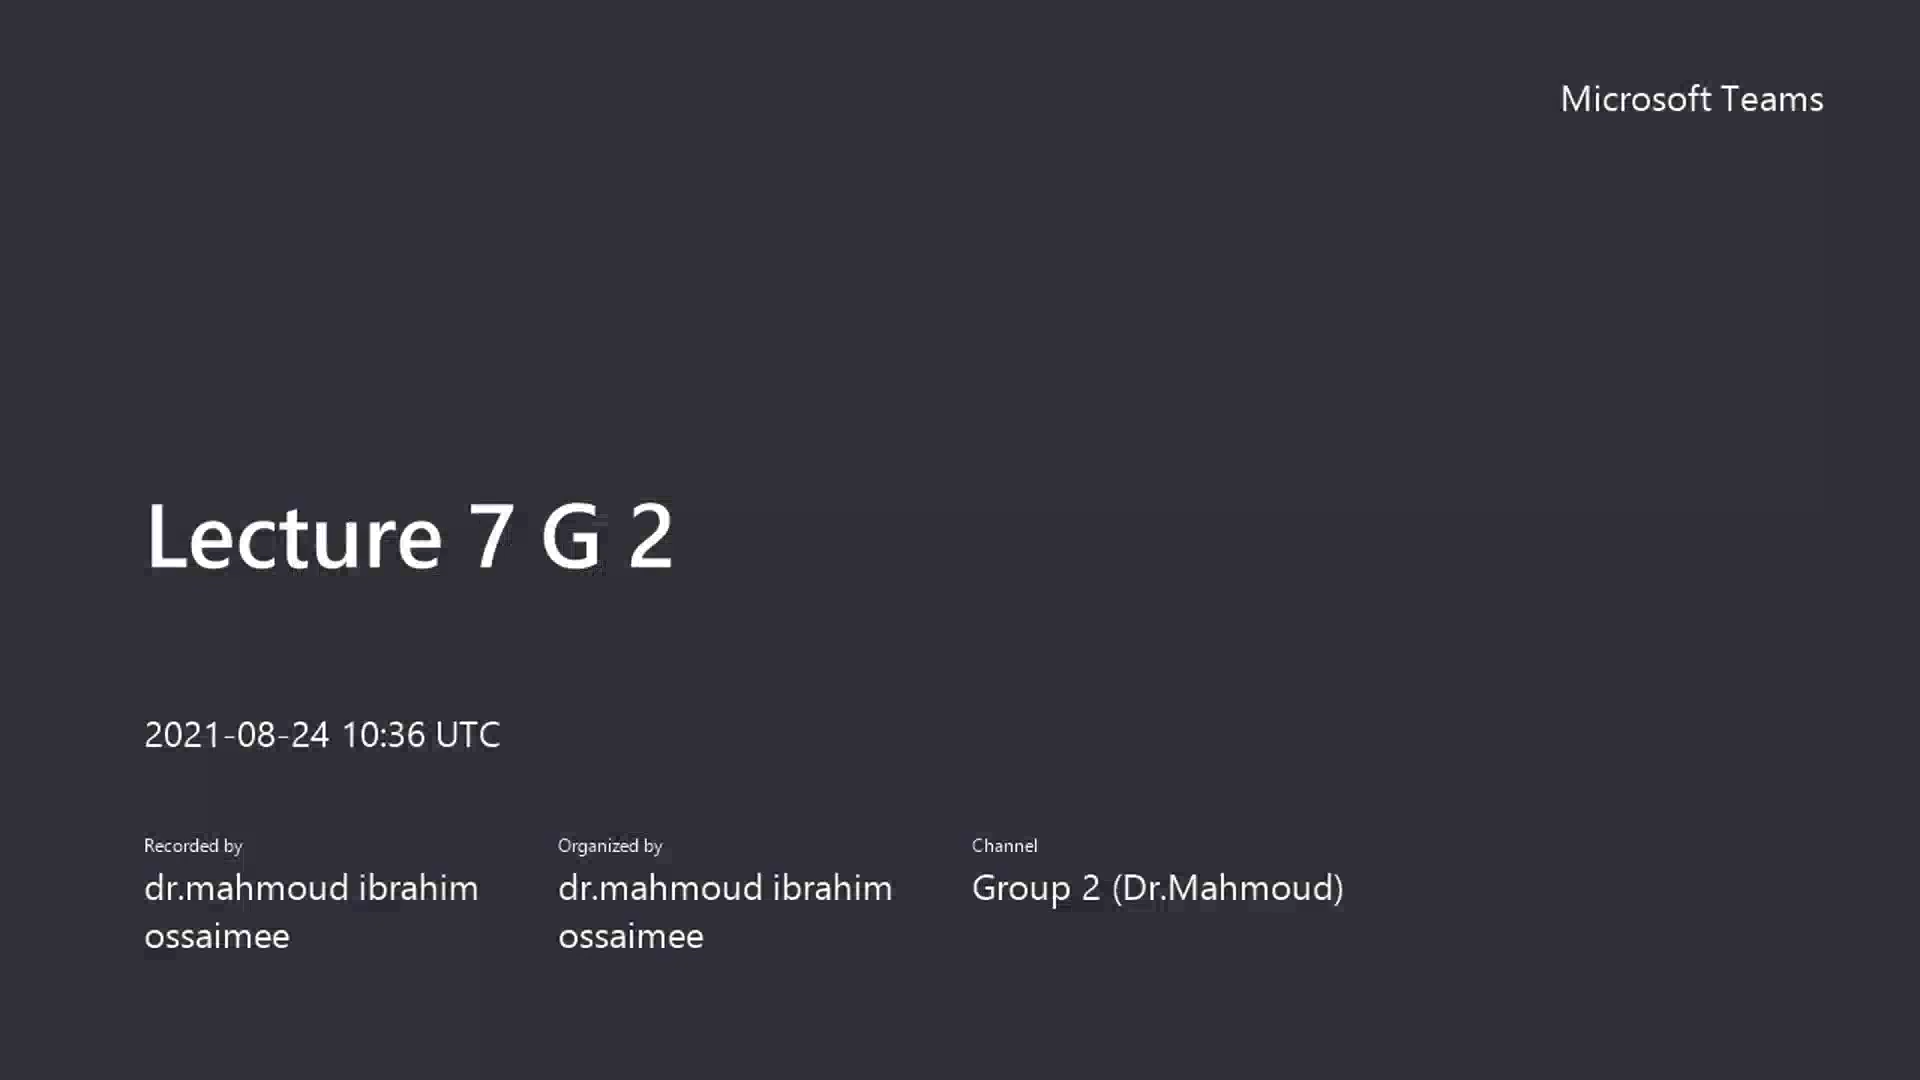 Microsoft Teams
Lecture 7 G 2
2021-08-24 10:36 UTC
Recorded by
dr.mahmoud ibrahim
ossaimee
Organized by
dr.mahmoud ibrahim
ossaimee
Channel
Group 2 (Dr.Mahmoud)